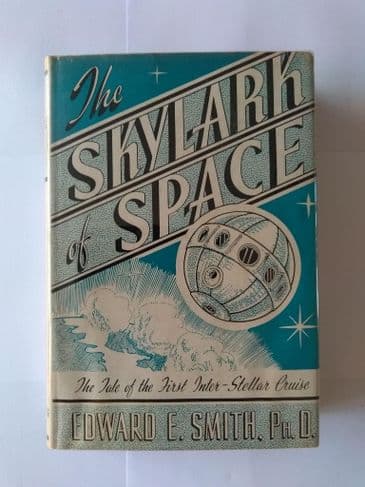 The
SKYLARK
of SPACE
The Tale of the First Inter-Stellar Cruise
EDWARD E. SMITH, PH. D.